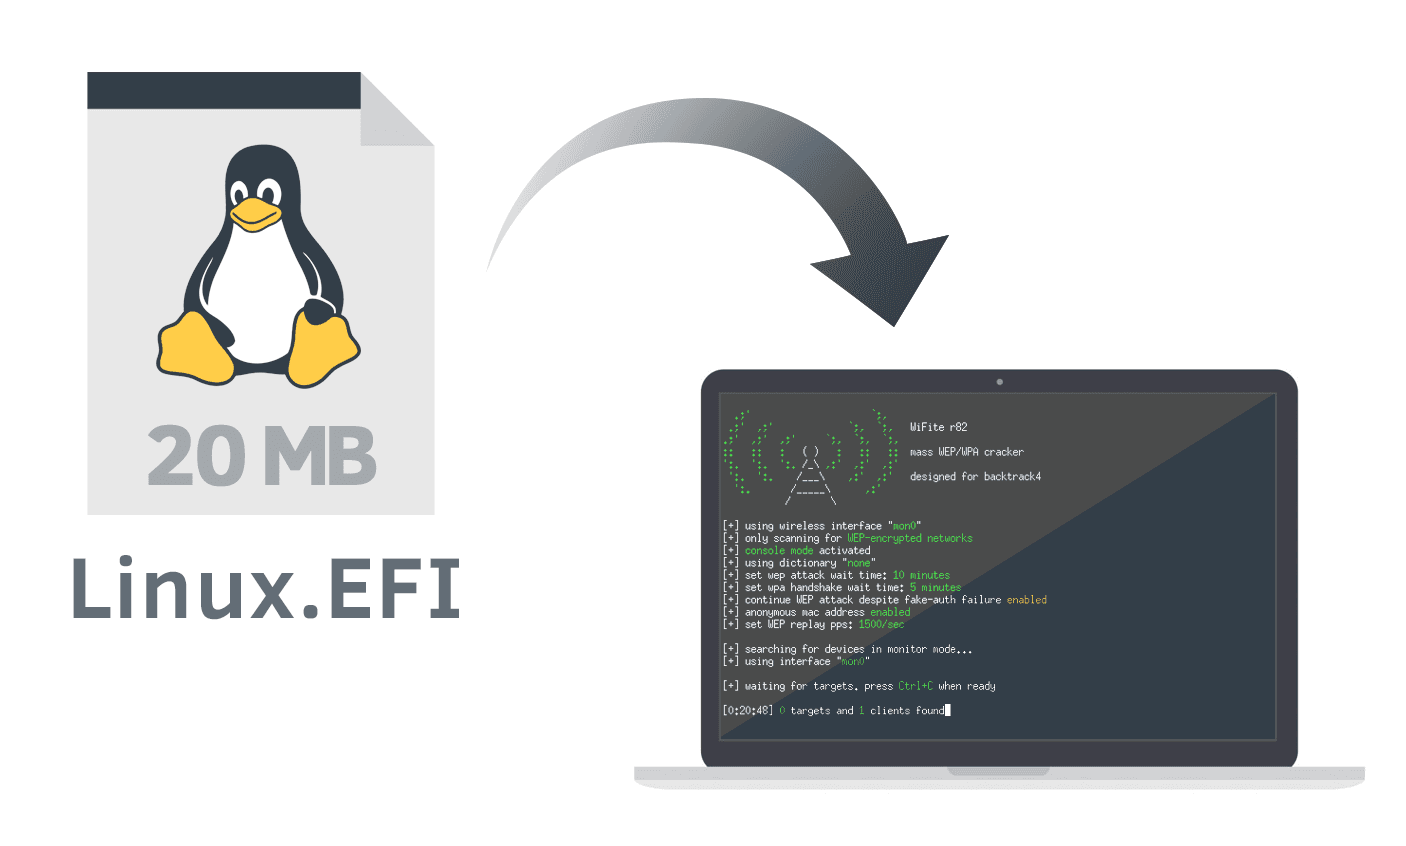 20 MB
Linux.EFI
WiFite r82
mass WEP/WPA cracker
designed for backtrack4
[+] using wireless interface "mon0"
[+] only scanning for WEP-encrypted networks
[+] console mode activated
[+] using dictionary "none"
[+] set wep attack wait time: 10 minutes
[+] set wpa handshake wait time: 5 minutes
[+] continue WEP attack despite fake-auth failure enabled
[+] anonymous mac address enabled
[+] set WEP replay pps: 1500/sec
[+] searching for devices in monitor mode...
[+] using interface "mon0"
[+] waiting for targets. press Ctrl+C when ready
[0:20:48] 0 targets and 1 clients found